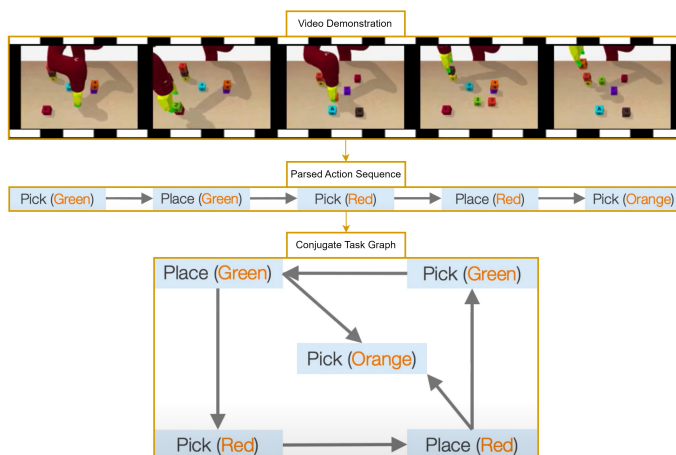 Video Demonstration
Parsed Action Sequence
Pick (Green)
Place (Green)
Pick (Red)
Place (Red)
Pick (Orange)
Conjugate Task Graph
Place (Green)
Pick (Green)
Pick (Orange)
Pick (Red)
Place (Red)